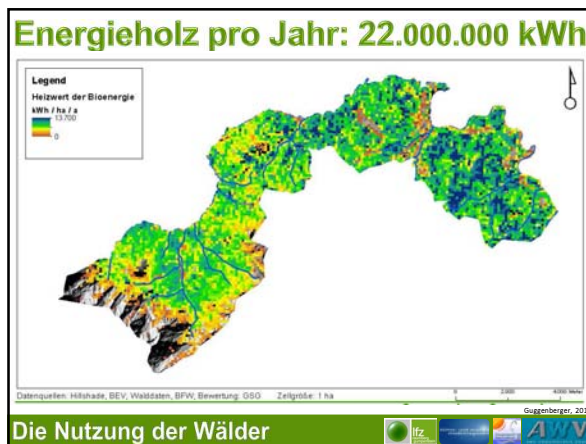 Energieholz pro Jahr: 22.000.000 kWh
Legend
Heizwert der Bioenergie
kWh / ha / a
13.700
0
Datenquellen: Hillshade, BEV; Walddaten, BFW; Bewertung: GSG Zellgröße: 1 ha
0 2.000 4.000 Meter
Guggenberger, 201
Die Nutzung der Wälder
lfz
AWV